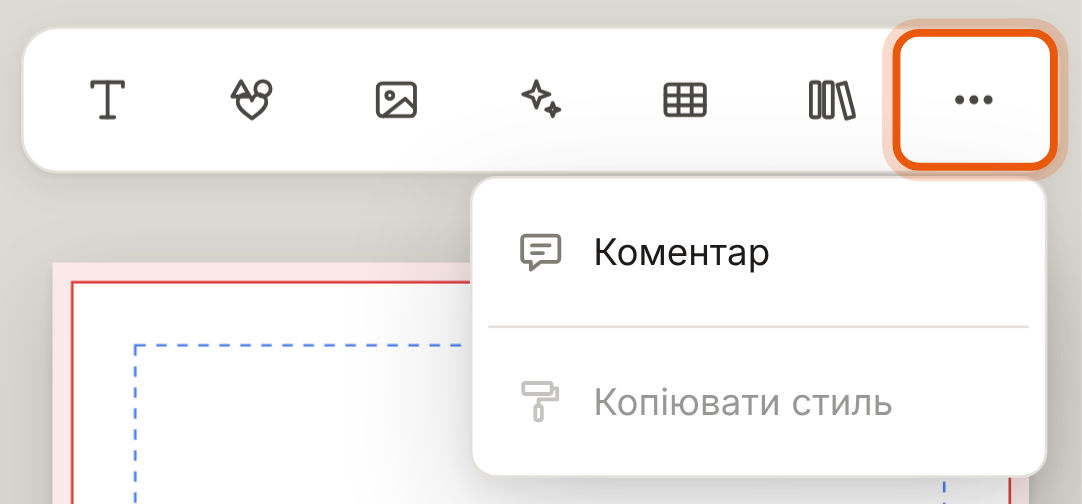 Коментар
Копіювати стиль